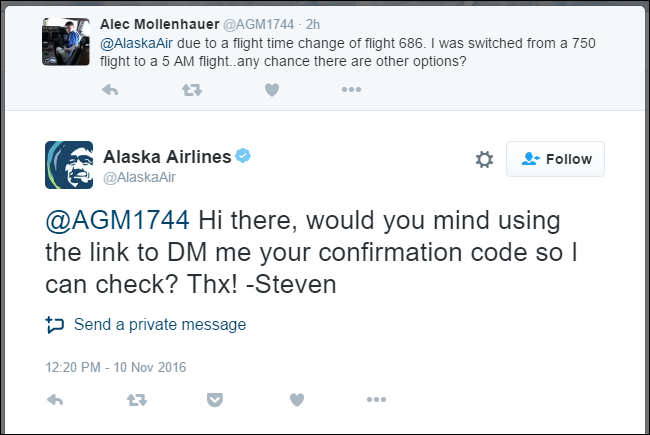 Alec Mollenhauer @AGM1744 · 2h
@AlaskaAir due to a flight time change of flight 686. I was switched from a 750
flight to a 5 AM flight..any chance there are other options?
Alaska Airlines
@AlaskaAir
Follow
@AGM1744 Hi there, would you mind using
the link to DM me your confirmation code so I
can check? Thx! -Steven
Send a private message
12:20 PM - 10 Nov 2016